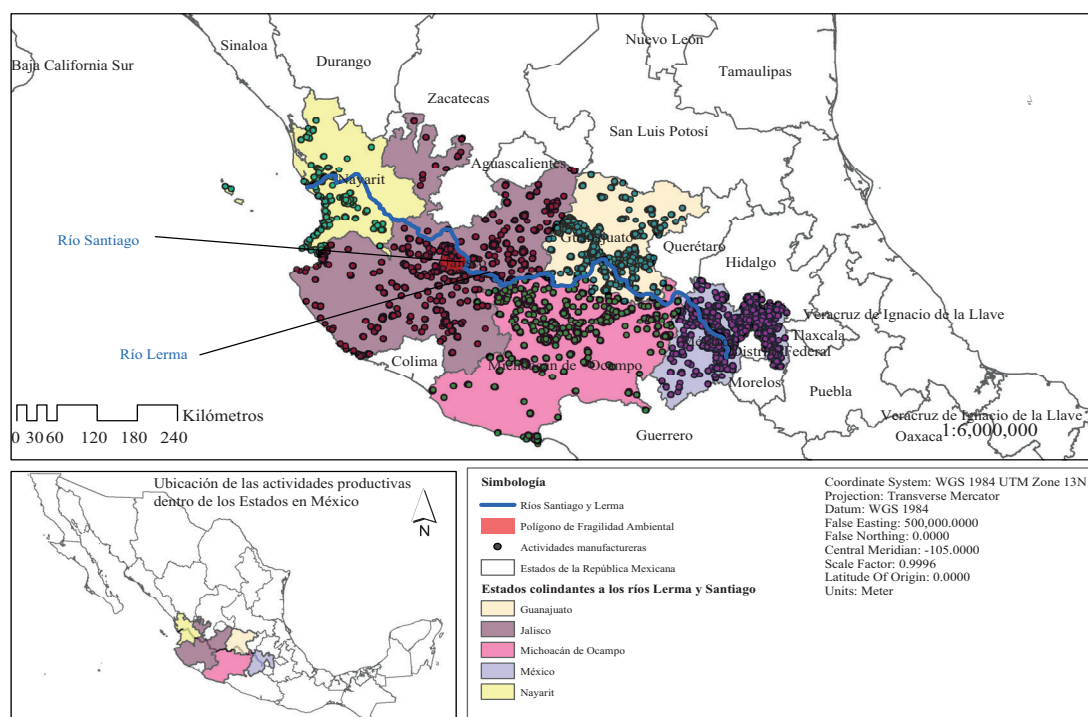 Nuevo León
Sinaloa
Baja California Sur
Durango
Tamaulipas
Zacatecas
San Luis Potosí
Aguascalientes
Nayarit
Río Santiago
Guanajuato
Querétaro
Hidalgo
Jalisco
Veracruz de Ignacio de la Llave
Tlaxcala
México
Distrito Federal
Río Lerma
Colima
Michoacán de Ocampo
Morelos
Puebla
Kilómetros
0 30 60 120 180 240
Guerrero
Veracruz de Ignacio de la Llave
Oaxaca
1:6,000,000
Ubicación de las actividades productivas
dentro de los Estados en México
N
Simbología
Ríos Santiago y Lerma
Polígono de Fragilidad Ambiental
Actividades manufactureras
Estados de la República Mexicana
Estados colindantes a los ríos Lerma y Santiago
Guanajuato
Jalisco
Michoacán de Ocampo
México
Nayarit
Coordinate System: WGS 1984 UTM Zone 13N
Projection: Transverse Mercator
Datum: WGS 1984
False Easting: 500,000.0000
False Northing: 0.0000
Central Meridian: -105.0000
Scale Factor: 0.9996
Latitude Of Origin: 0.0000
Units: Meter